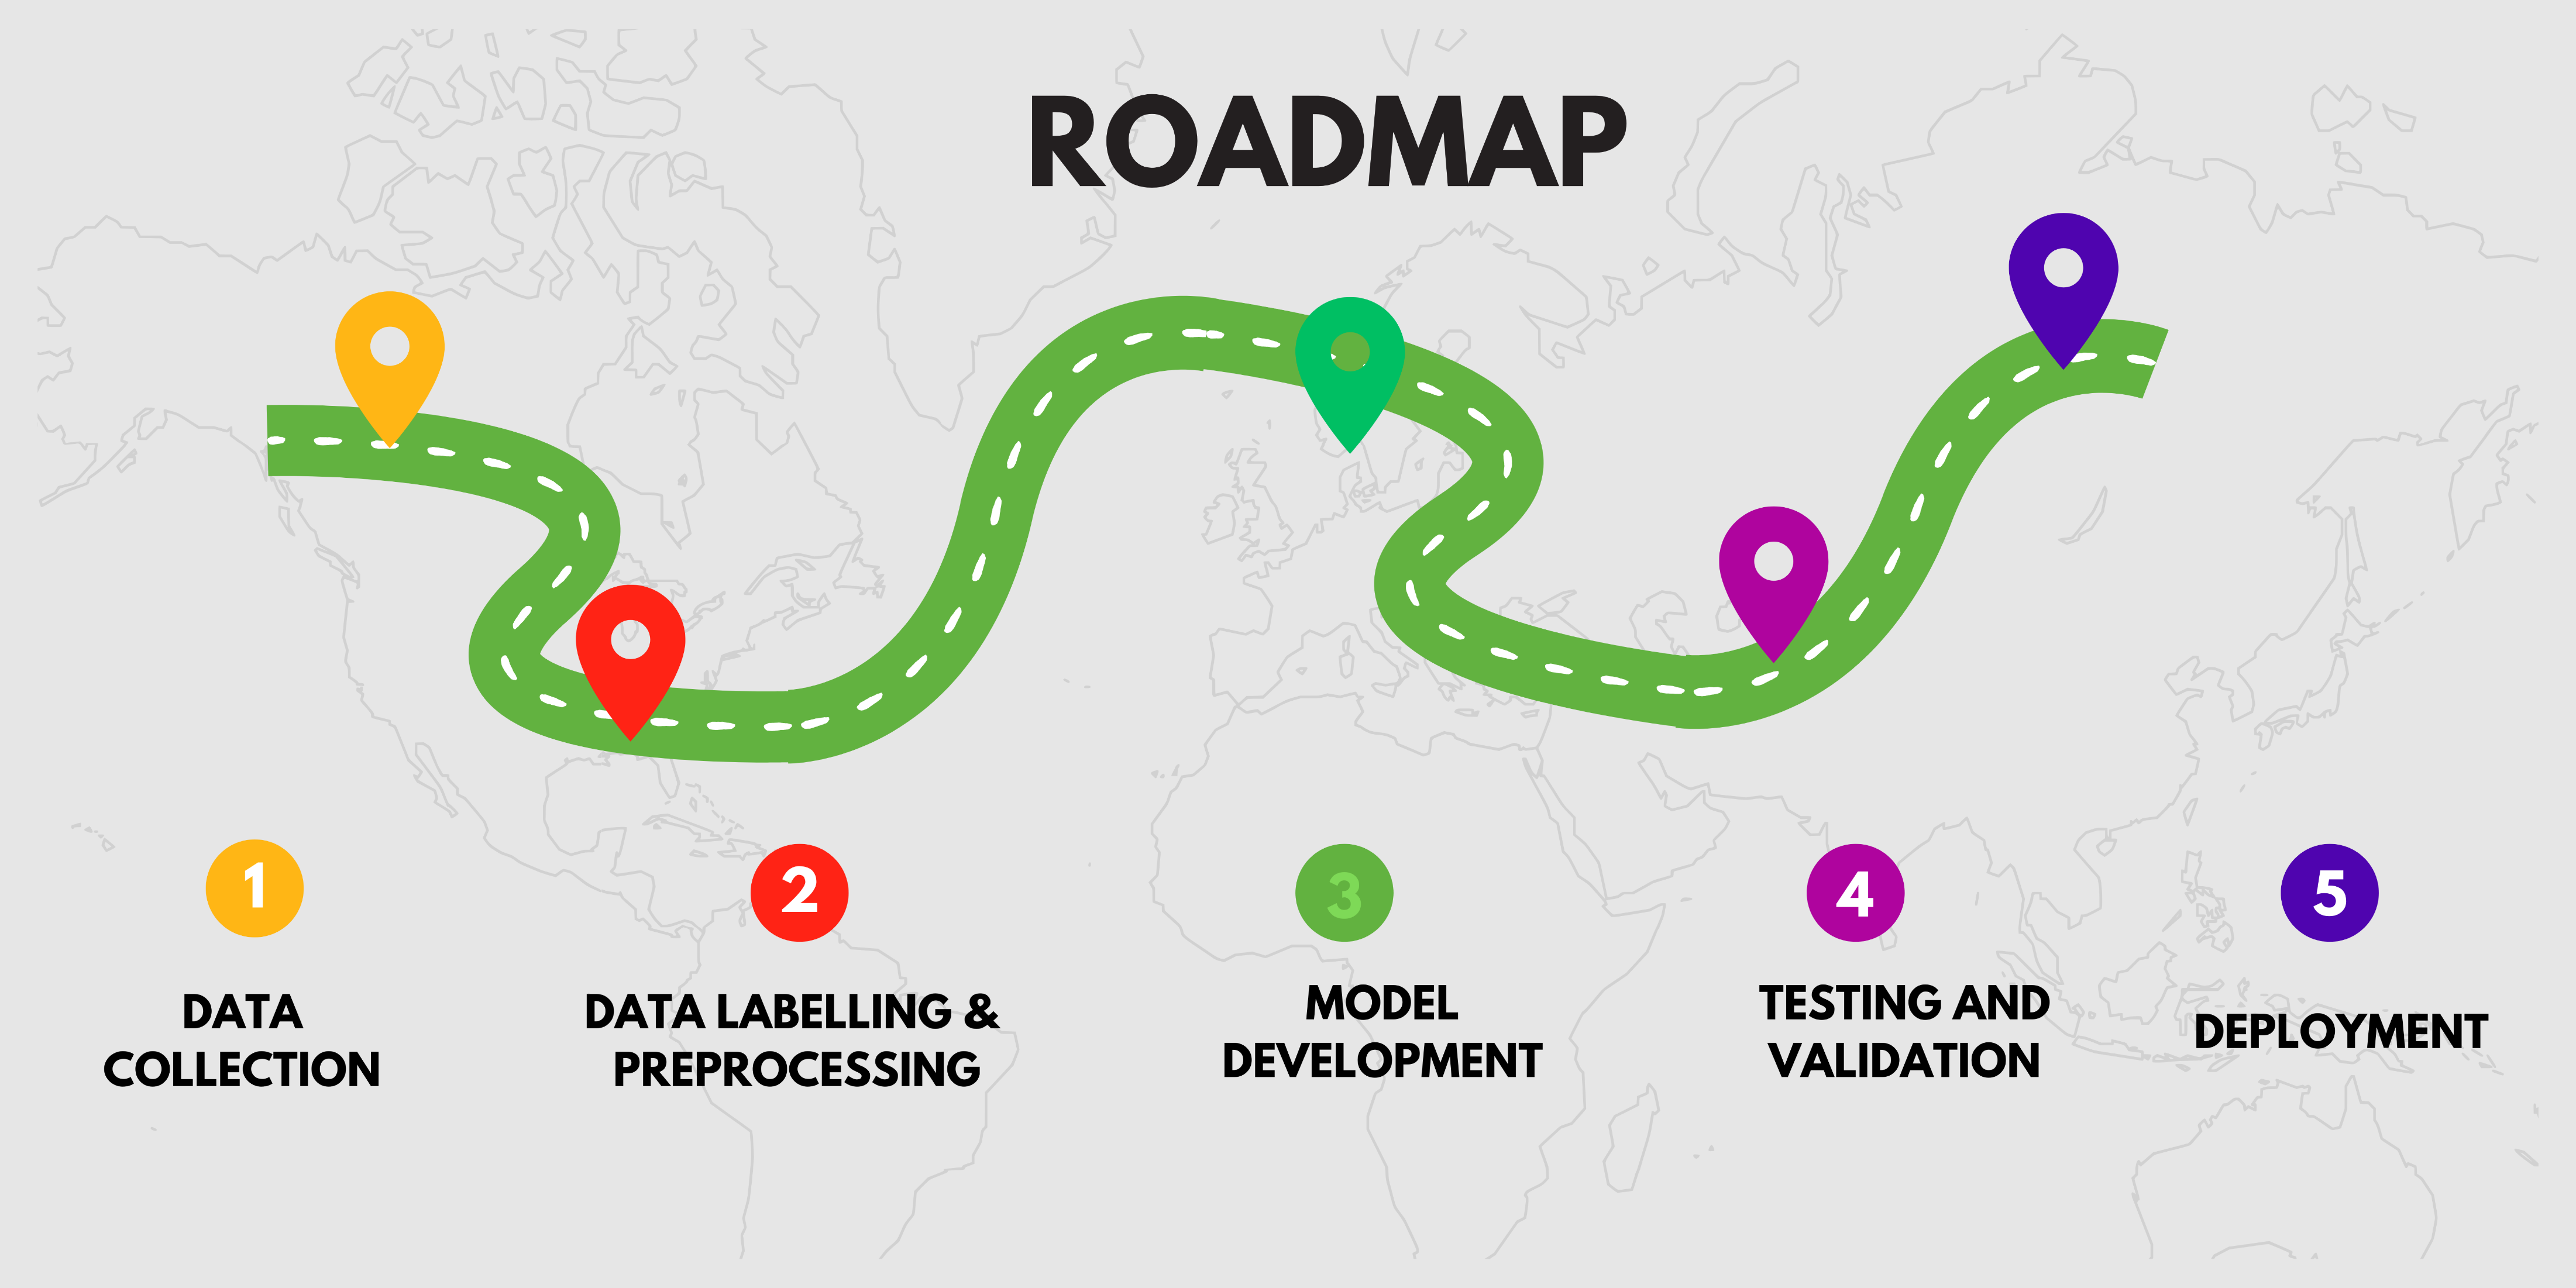 ROADMAP
1
DATA
COLLECTION
2
DATA LABELLING &
PREPROCESSING
3
MODEL
DEVELOPMENT
4
TESTING AND
VALIDATION
5
DEPLOYMENT